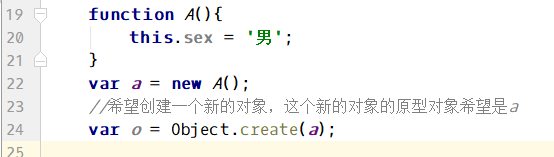 19 function A(){
20 this.sex = '男';
21 }
22 var a = new A();
23 //希望创建一个新的对象，这个新的对象的原型对象希望是a
24 var o = Object.create(a);
25